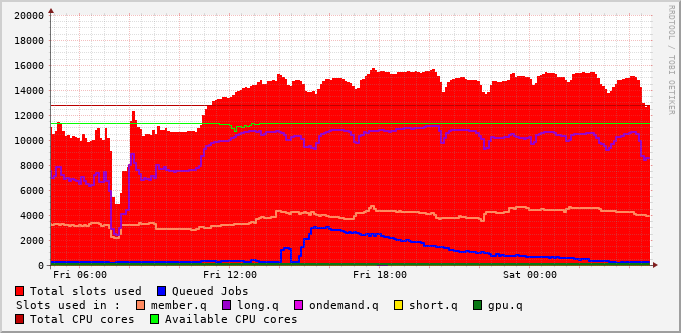 20000
18000
16000
14000
12000
10000
8000
6000
4000
2000
0
Fri 06:00 Fri 12:00 Fri 18:00 Sat 00:00
RRDTOOL / TOBI OETIKER
Total slots used Queued Jobs
Slots used in : member.q long.q ondemand.q short.q gpu.q
Total CPU cores Available CPU cores